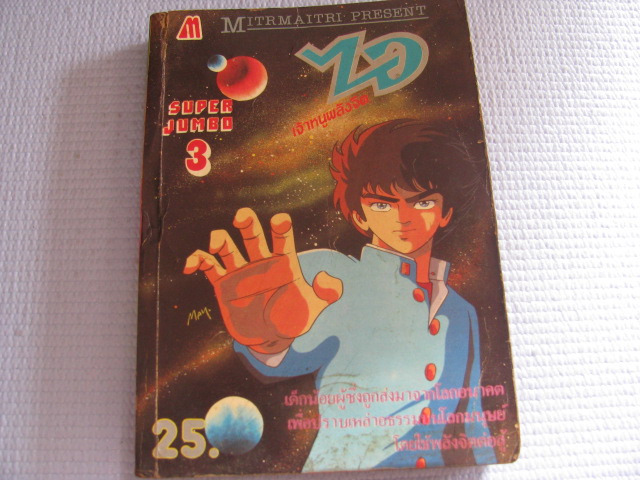 M
MITRMAITRI PRESENT
ไอ
เจ้าหนูพลังจิต
SUPER
JUMBO
3
May.
เด็กน้อยผู้ซึ่งถูกส่งมาจากโลกอนาคต
เพื่อปราบเหล่าอธรรมในโลกมนุษย์
โดยใช้พลังจิตต่อสู้
25.